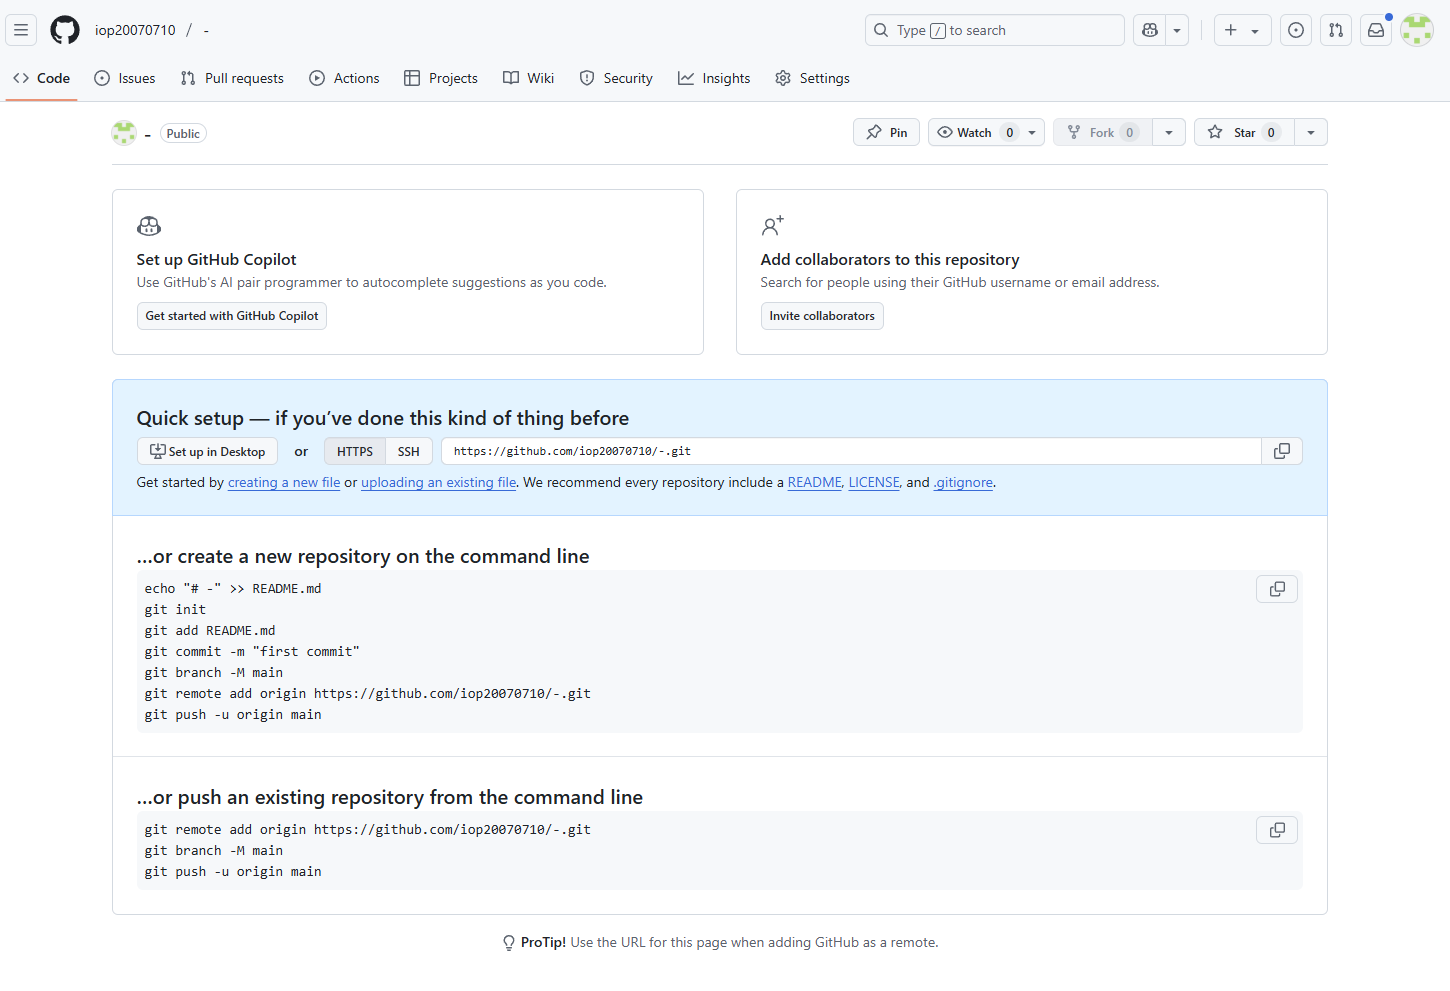 iop20070710 / -
Type / to search
Code Issues Pull requests Actions Projects Wiki Security Insights Settings
- Public
Pin Watch 0 Fork 0 Star 0
Set up GitHub Copilot
Use GitHub's AI pair programmer to autocomplete suggestions as you code.
Get started with GitHub Copilot
Add collaborators to this repository
Search for people using their GitHub username or email address.
Invite collaborators
Quick setup — if you’ve done this kind of thing before
Set up in Desktop or HTTPS SSH https://github.com/iop20070710/-.git
Get started by creating a new file or uploading an existing file. We recommend every repository include a README, LICENSE, and .gitignore.
…or create a new repository on the command line
echo "# -" >> README.md
git init
git add README.md
git commit -m "first commit"
git branch -M main
git remote add origin https://github.com/iop20070710/-.git
git push -u origin main
…or push an existing repository from the command line
git remote add origin https://github.com/iop20070710/-.git
git branch -M main
git push -u origin main
ProTip! Use the URL for this page when adding GitHub as a remote.